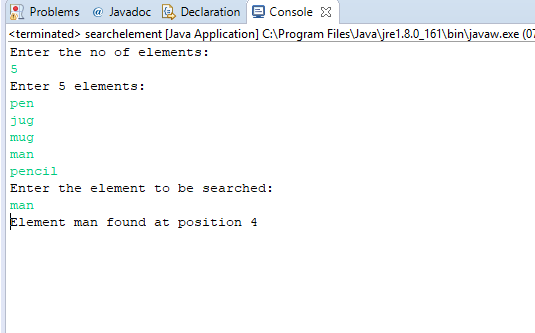 Problems @ Javadoc Declaration Console
<terminated> searchelement [Java Application] C:\Program Files\Java\jre1.8.0_161\bin\javaw.exe (07
Enter the no of elements:
5
Enter 5 elements:
pen
jug
mug
man
pencil
Enter the element to be searched:
man
Element man found at position 4